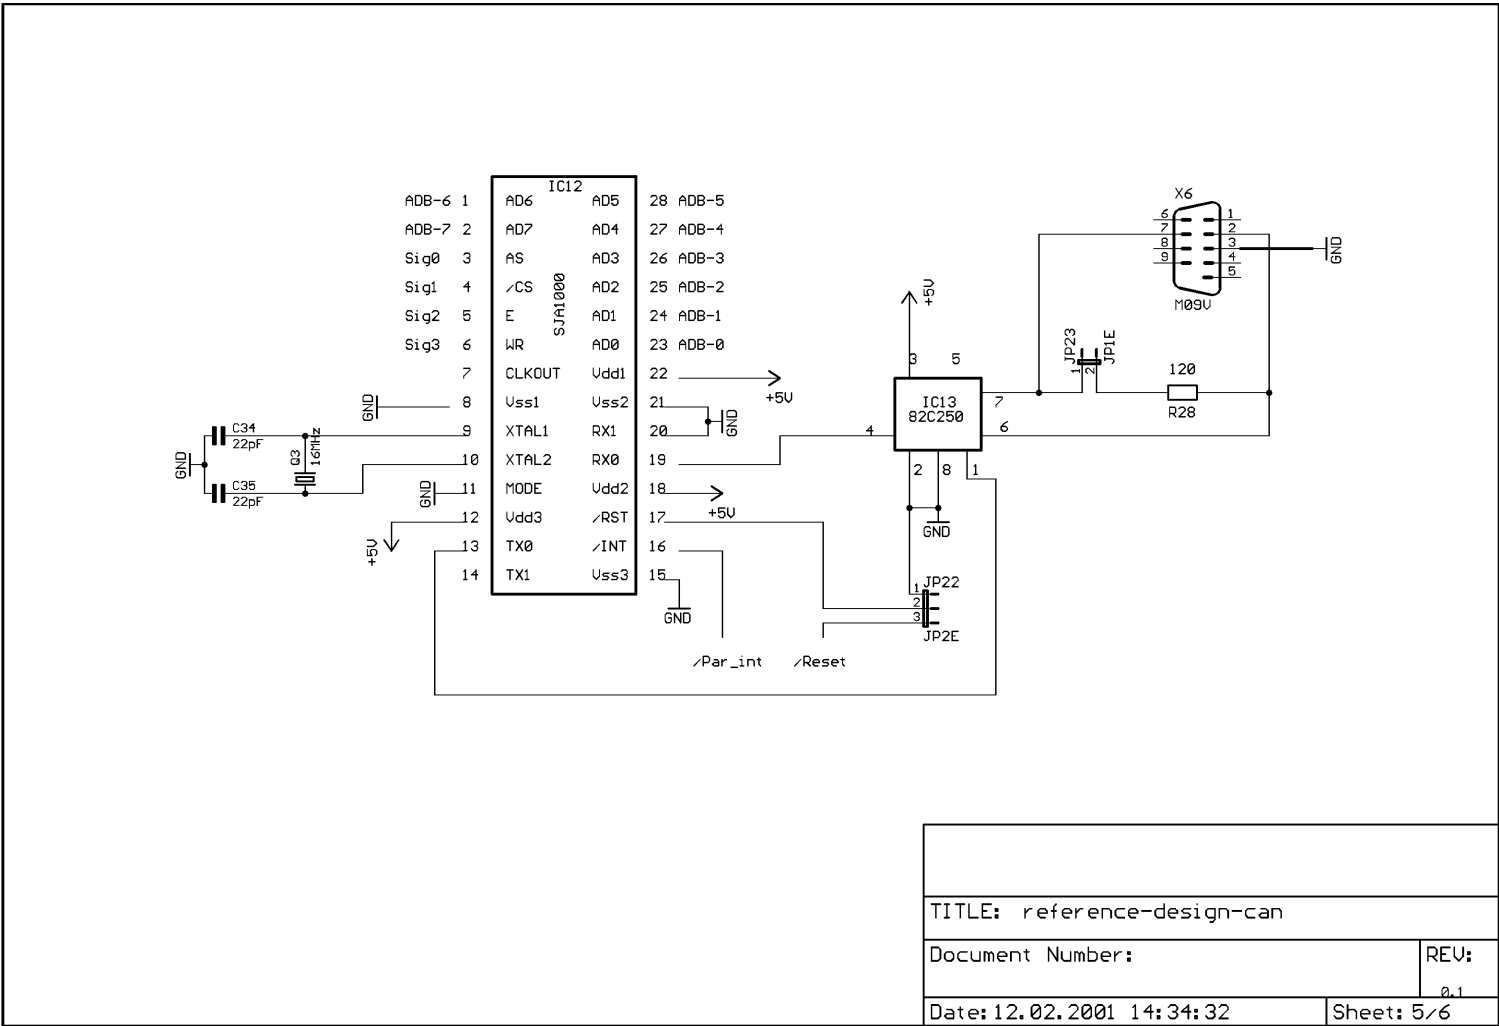 IC12
ADB-6 1 AD6 AD5 28 ADB-5
ADB-7 2 AD7 AD4 27 ADB-4
Sig0 3 AS AD3 26 ADB-3
Sig1 4 /CS AD2 25 ADB-2
Sig2 5 E AD1 24 ADB-1
Sig3 6 WR AD0 23 ADB-0
7 CLKOUT Vdd1 22
8 Vss1 Vss2 21
9 XTAL1 RX1 20
10 XTAL2 RX0 19
11 MODE Vdd2 18
12 Vdd3 /RST 17
13 TX0 /INT 16
14 TX1 Vss3 15
SJA1000
GND
C34
22pF
GND
C35
22pF
Q3
16MHz
GND
+5V
+5V
GND
+5V
GND
/Par_int
/Reset
+5V
3 5
IC13
82C250
4
7
6
2 8 1
GND
JP22
1
2
3
JP2E
X6
6
7
8
9
1
2
3
4
5
M09V
GND
JP23
1
2
JP1E
120
R28
TITLE: reference-design-can
Document Number:
REV:
0.1
Date: 12.02.2001 14:34:32
Sheet: 5/6